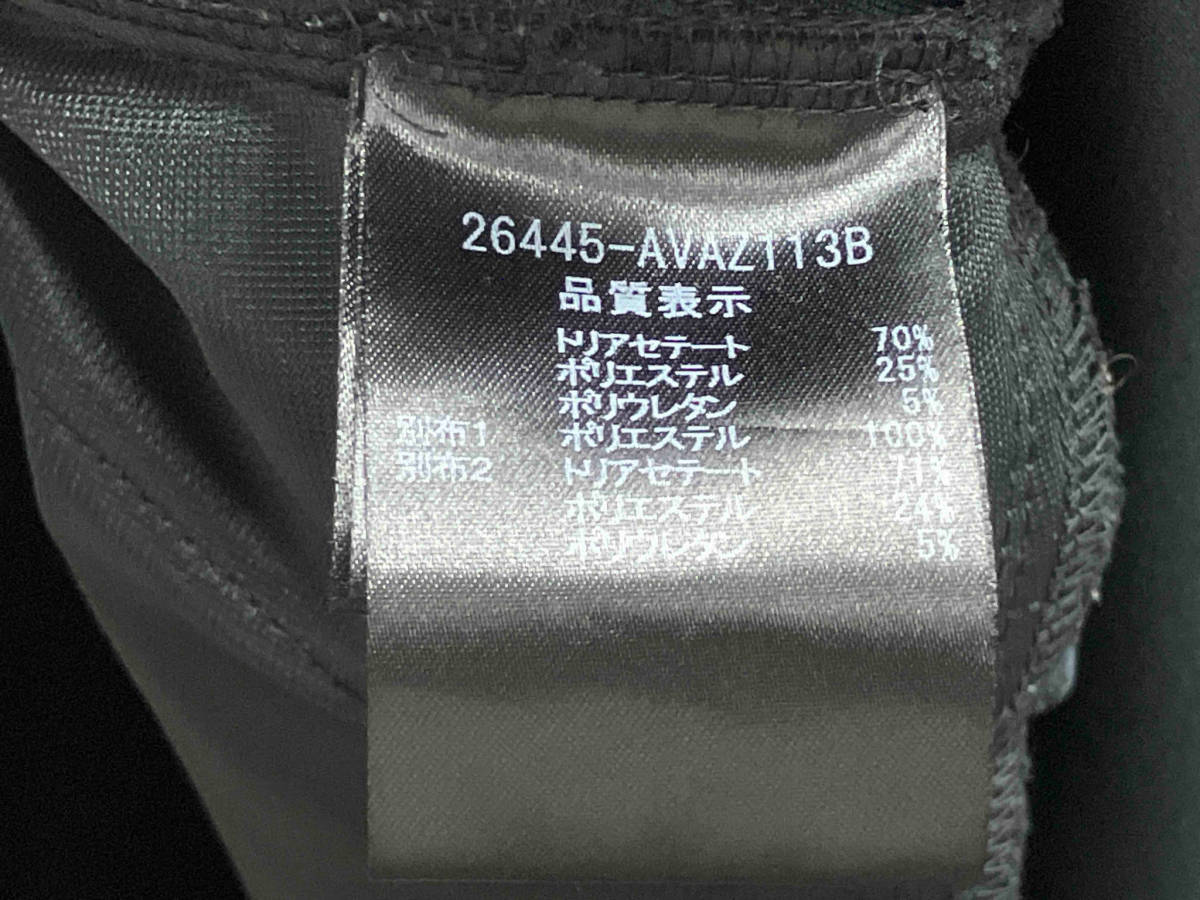 26445-AVAZ113B
品質表示
トリアセテート 70%
ポリエステル 25%
ポリウレタン 5%
別布1 ポリエステル 100%
別布2 トリアセテート 71%
ポリエステル 24%
ポリウレタン 5%